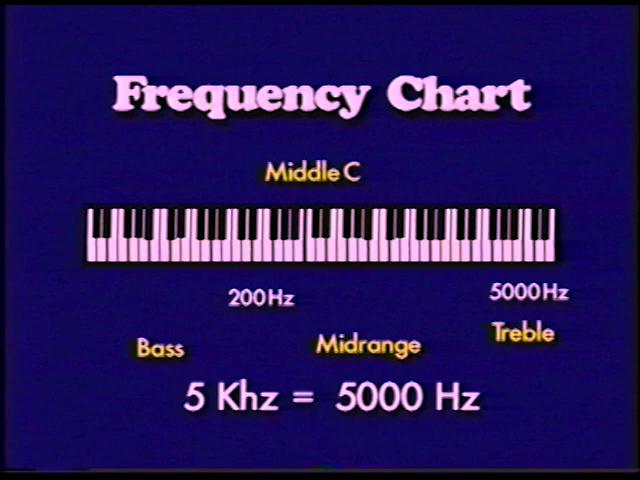 Frequency Chart
Middle C
200 Hz
5000 Hz
Bass
Midrange
Treble
5 Khz = 5000 Hz